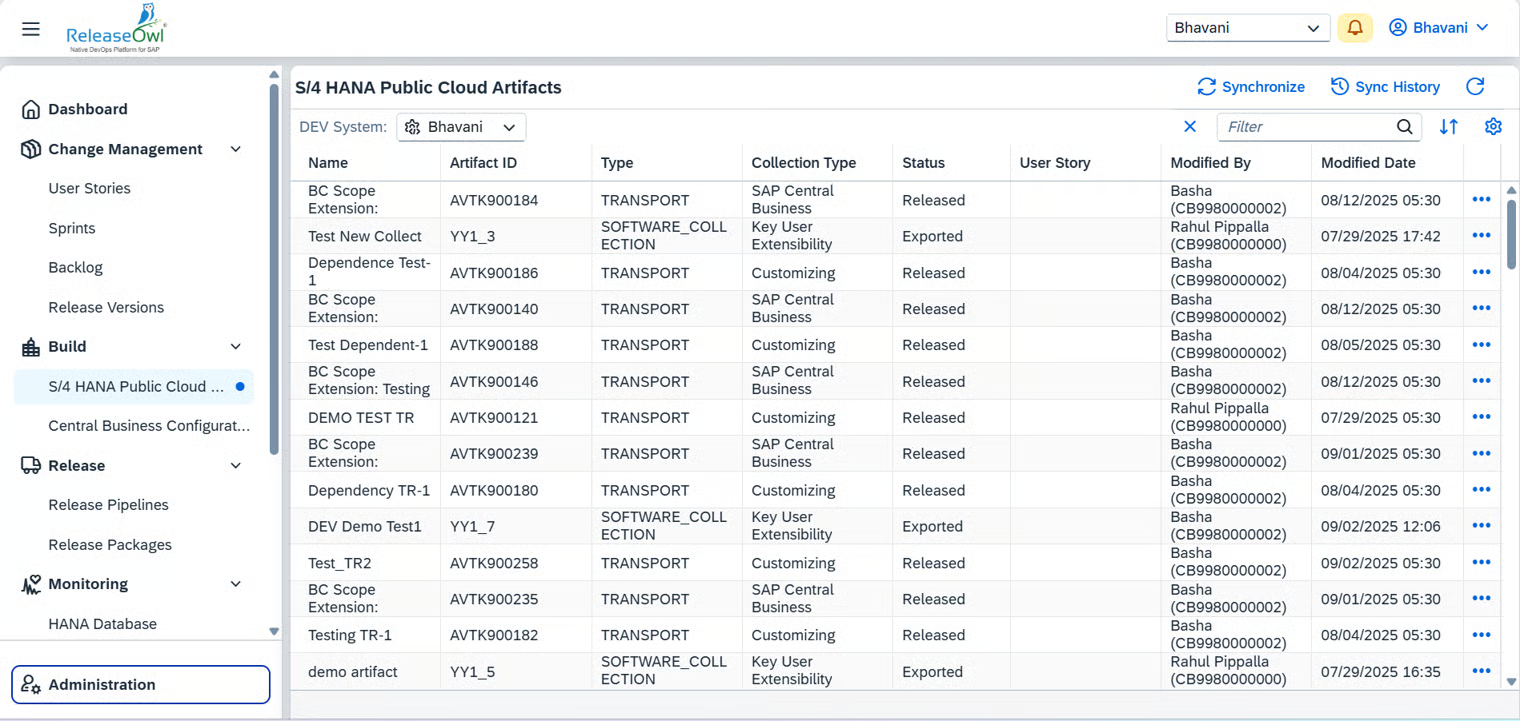 ReleaseOwl
Native DevOps Platform for SAP
Bhavani
Bhavani
Dashboard
Change Management
User Stories
Sprints
Backlog
Release Versions
Build
S/4 HANA Public Cloud ...
Central Business Configurat...
Release
Release Pipelines
Release Packages
Monitoring
HANA Database
Administration
S/4 HANA Public Cloud Artifacts
Synchronize
Sync History
DEV System:
Bhavani
Filter
Name Artifact ID Type Collection Type Status User Story Modified By Modified Date
BC Scope SAP Central Basha
Extension: AVTK900184 TRANSPORT Business Released (CB9980000002) 08/12/2025 05:30
SOFTWARE_COLL Key User Rahul Pippalla
Test New Collect YY1_3 ECTION Extensibility Exported (CB9980000000) 07/29/2025 17:42
Dependence Test- Basha
1 AVTK900186 TRANSPORT Customizing Released (CB9980000002) 08/04/2025 05:30
BC Scope SAP Central Basha
Extension: AVTK900140 TRANSPORT Business Released (CB9980000002) 08/12/2025 05:30
Basha
Test Dependent-1 AVTK900188 TRANSPORT Customizing Released (CB9980000002) 08/05/2025 05:30
BC Scope SAP Central Basha
Extension: Testing AVTK900146 TRANSPORT Business Released (CB9980000002) 08/12/2025 05:30
Rahul Pippalla
DEMO TEST TR AVTK900121 TRANSPORT Customizing Released (CB9980000000) 07/29/2025 05:30
BC Scope SAP Central Basha
Extension: AVTK900239 TRANSPORT Business Released (CB9980000002) 09/01/2025 05:30
Basha
Dependency TR-1 AVTK900180 TRANSPORT Customizing Released (CB9980000002) 08/04/2025 05:30
SOFTWARE_COLL Key User Basha
DEV Demo Test1 YY1_7 ECTION Extensibility Exported (CB9980000002) 09/02/2025 12:06
Basha
Test_TR2 AVTK900258 TRANSPORT Customizing Released (CB9980000002) 09/02/2025 05:30
BC Scope SAP Central Basha
Extension: AVTK900235 TRANSPORT Business Released (CB9980000002) 09/01/2025 05:30
Basha
Testing TR-1 AVTK900182 TRANSPORT Customizing Released (CB9980000002) 08/04/2025 05:30
SOFTWARE_COLL Key User Rahul Pippalla
demo artifact YY1_5 ECTION Extensibility Exported (CB9980000000) 07/29/2025 16:35